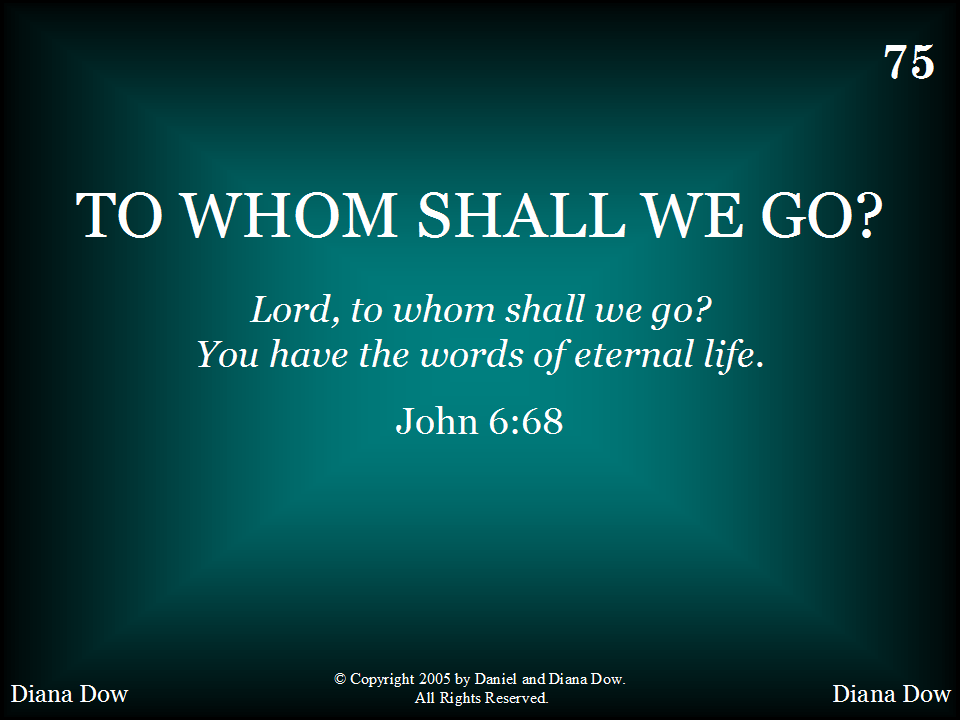 75
TO WHOM SHALL WE GO?
Lord, to whom shall we go?
You have the words of eternal life.
John 6:68
© Copyright 2005 by Daniel and Diana Dow.
All Rights Reserved.
Diana Dow
Diana Dow